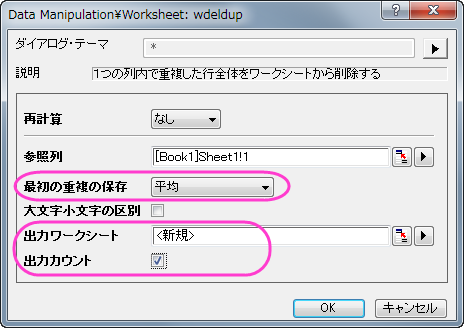 Data Manipulation¥Worksheet: wdeldup
ダイアログ・テーマ *
説明 1つの列内で重複した行全体をワークシートから削除する
再計算 なし
参照列 [Book1]Sheet1!1
最初の重複の保存 平均
大文字小文字の区別
出力ワークシート <新規>
出力カウント
OK キャンセル